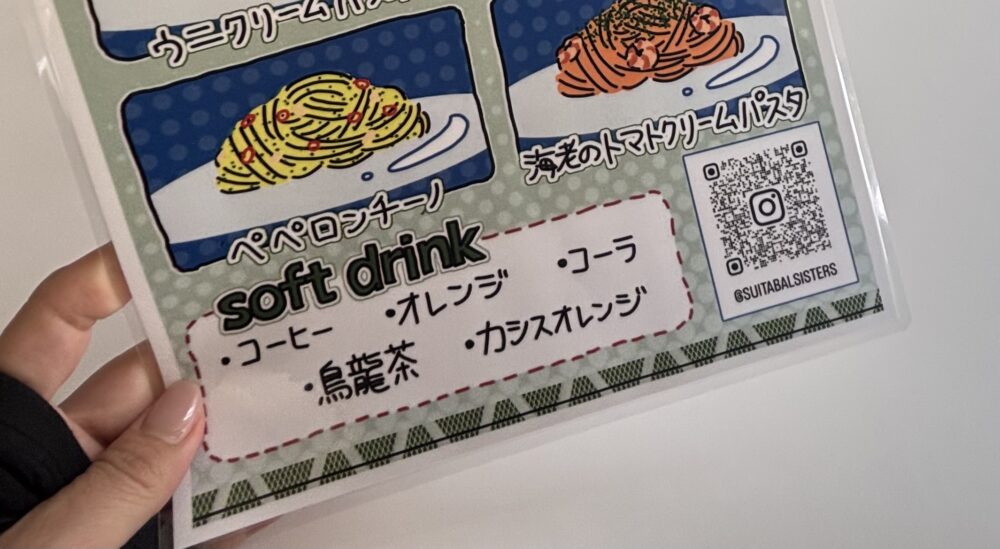 ウニクリームパスタ
ペペロンチーノ
海老のトマトクリームパスタ
@SUITABALSISTERS
soft drink
・コーヒー
・オレンジ
・コーラ
・烏龍茶
・カシスオレンジ